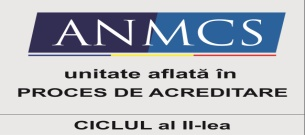 ANMCS
unitate aflată în
PROCES DE ACREDITARE
CICLUL al II-lea